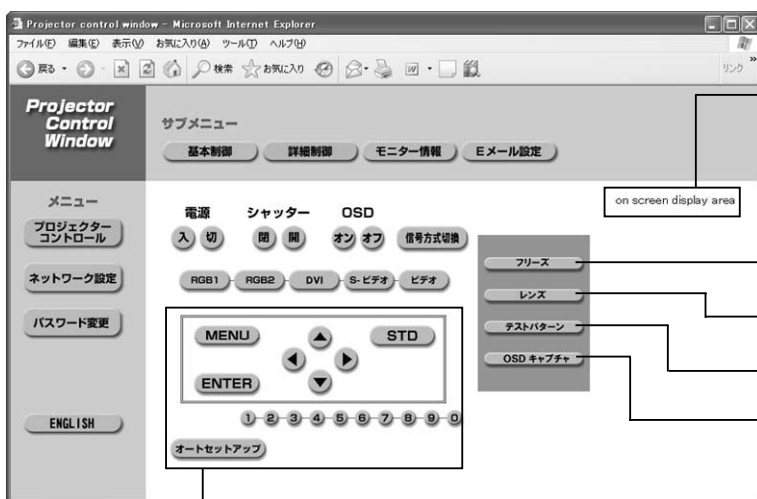 Projector control window - Microsoft Internet Explorer
ファイル(F) 編集(E) 表示(V) お気に入り(A) ツール(T) ヘルプ(H)
戻る 検索 お気に入り リンク »
Projector
Control
Window
サブメニュー
基本制御 詳細制御 モニター情報 Eメール設定
メニュー
プロジェクター
コントロール
ネットワーク設定
パスワード変更
ENGLISH
on screen display area
電源 シャッター OSD
入 切 閉 開 オン オフ 信号方式切換
RGB1 RGB2 DVI S-ビデオ ビデオ
フリーズ
レンズ
テストパターン
OSD キャプチャ
MENU STD
ENTER
1 2 3 4 5 6 7 8 9 0
オートセットアップ